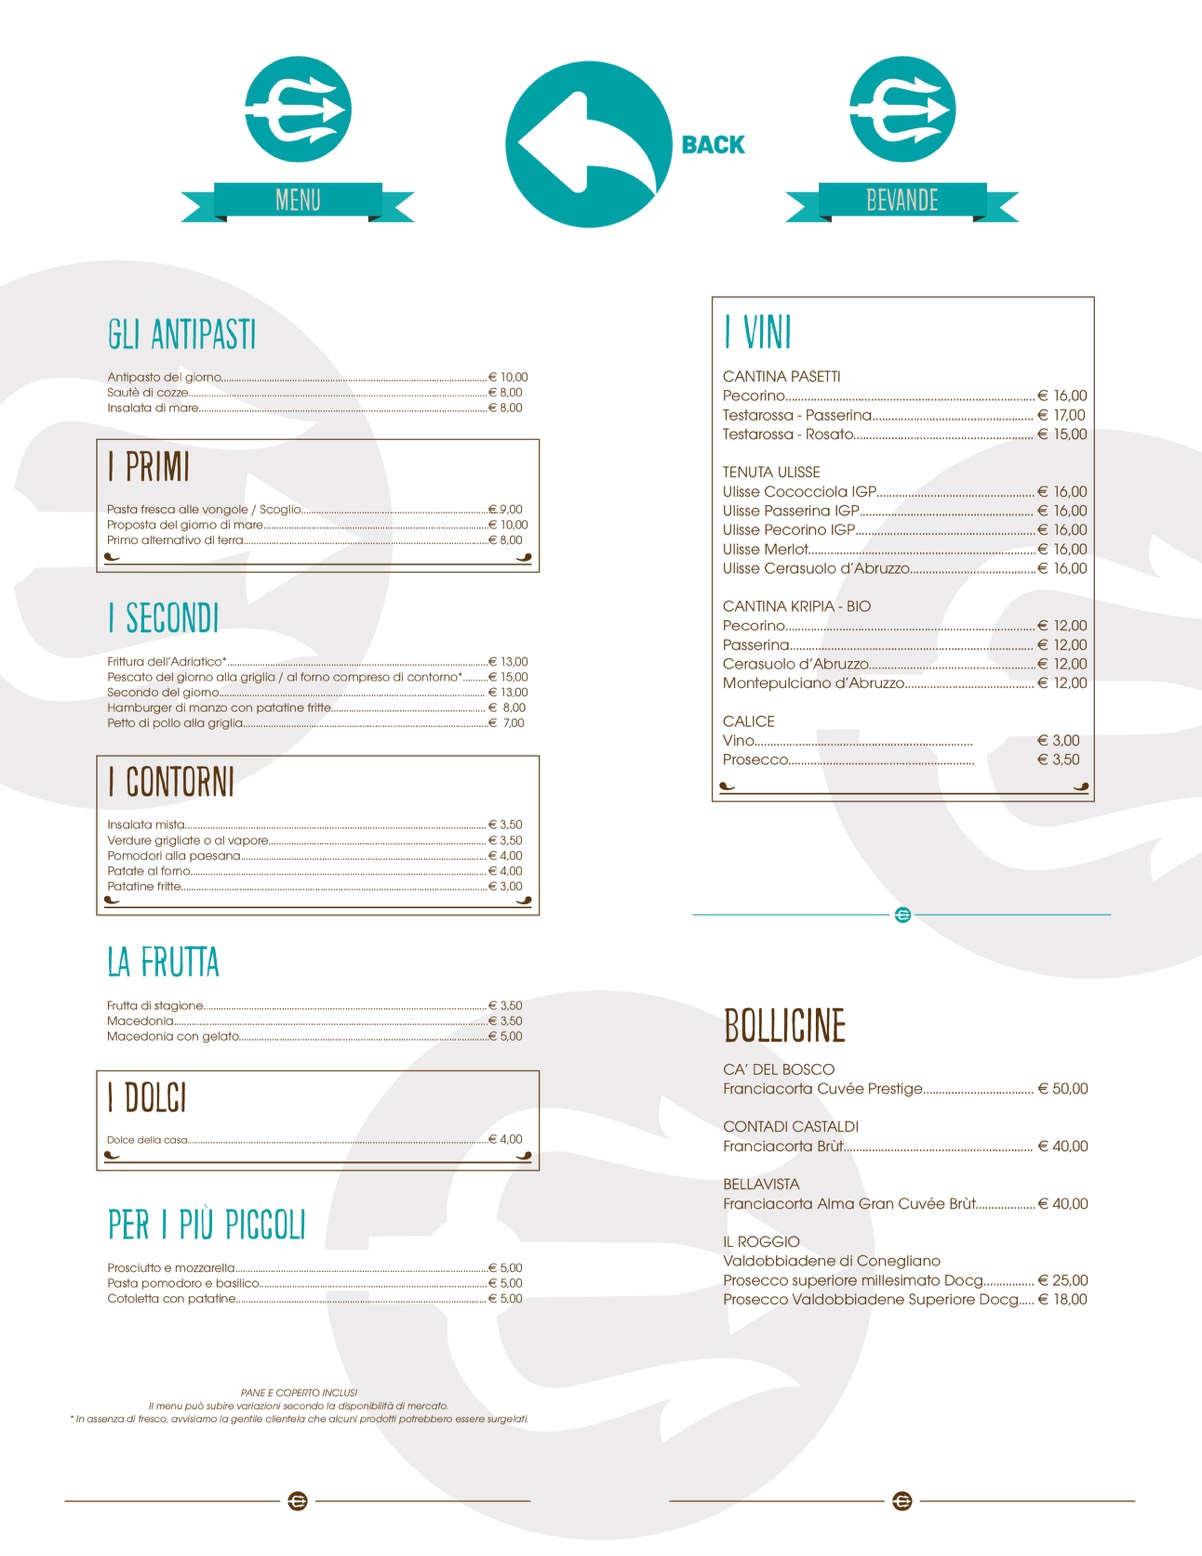 MENU
BACK
BEVANDE
GLI ANTIPASTI
Antipasto del giorno € 10,00
Sautè di cozze € 8,00
Insalata di mare € 8,00
I PRIMI
Pasta fresca alle vongole / Scoglio € 9,00
Proposta del giorno di mare € 10,00
Primo alternativo di terra € 8,00
I SECONDI
Frittura dell'Adriatico* € 13,00
Pescato del giorno alla griglia / al forno compreso di contorno* € 15,00
Secondo del giorno € 13,00
Hamburger di manzo con patatine fritte € 8,00
Petto di pollo alla griglia € 7,00
I CONTORNI
Insalata mista € 3,50
Verdure grigliate o al vapore € 3,50
Pomodori alla paesana € 4,00
Patate al forno € 4,00
Patatine fritte € 3,00
LA FRUTTA
Frutta di stagione € 3,50
Macedonia € 3,50
Macedonia con gelato € 5,00
I DOLCI
Dolce della casa € 4,00
PER I PIÙ PICCOLI
Prosciutto e mozzarella € 5,00
Pasta pomodoro e basilico € 5,00
Cotoletta con patatine € 5,00
PANE E COPERTO INCLUSI
Il menu può subire variazioni secondo la disponibilità di mercato.
* In assenza di fresco, avvisiamo la gentile clientela che alcuni prodotti potrebbero essere surgelati.
I VINI
CANTINA PASETTI
Pecorino € 16,00
Testarossa - Passerina € 17,00
Testarossa - Rosato € 15,00
TENUTA ULISSE
Ulisse Cococciola IGP € 16,00
Ulisse Passerina IGP € 16,00
Ulisse Pecorino IGP € 16,00
Ulisse Merlot € 16,00
Ulisse Cerasuolo d'Abruzzo € 16,00
CANTINA KRIPIA - BIO
Pecorino € 12,00
Passerina € 12,00
Cerasuolo d'Abruzzo € 12,00
Montepulciano d'Abruzzo € 12,00
CALICE
Vino € 3,00
Prosecco € 3,50
BOLLICINE
CA' DEL BOSCO
Franciacorta Cuvée Prestige € 50,00
CONTADI CASTALDI
Franciacorta Brùt € 40,00
BELLAVISTA
Franciacorta Alma Gran Cuvée Brùt € 40,00
IL ROGGIO
Valdobbiadene di Conegliano
Prosecco superiore millesimato Docg € 25,00
Prosecco Valdobbiadene Superiore Docg € 18,00